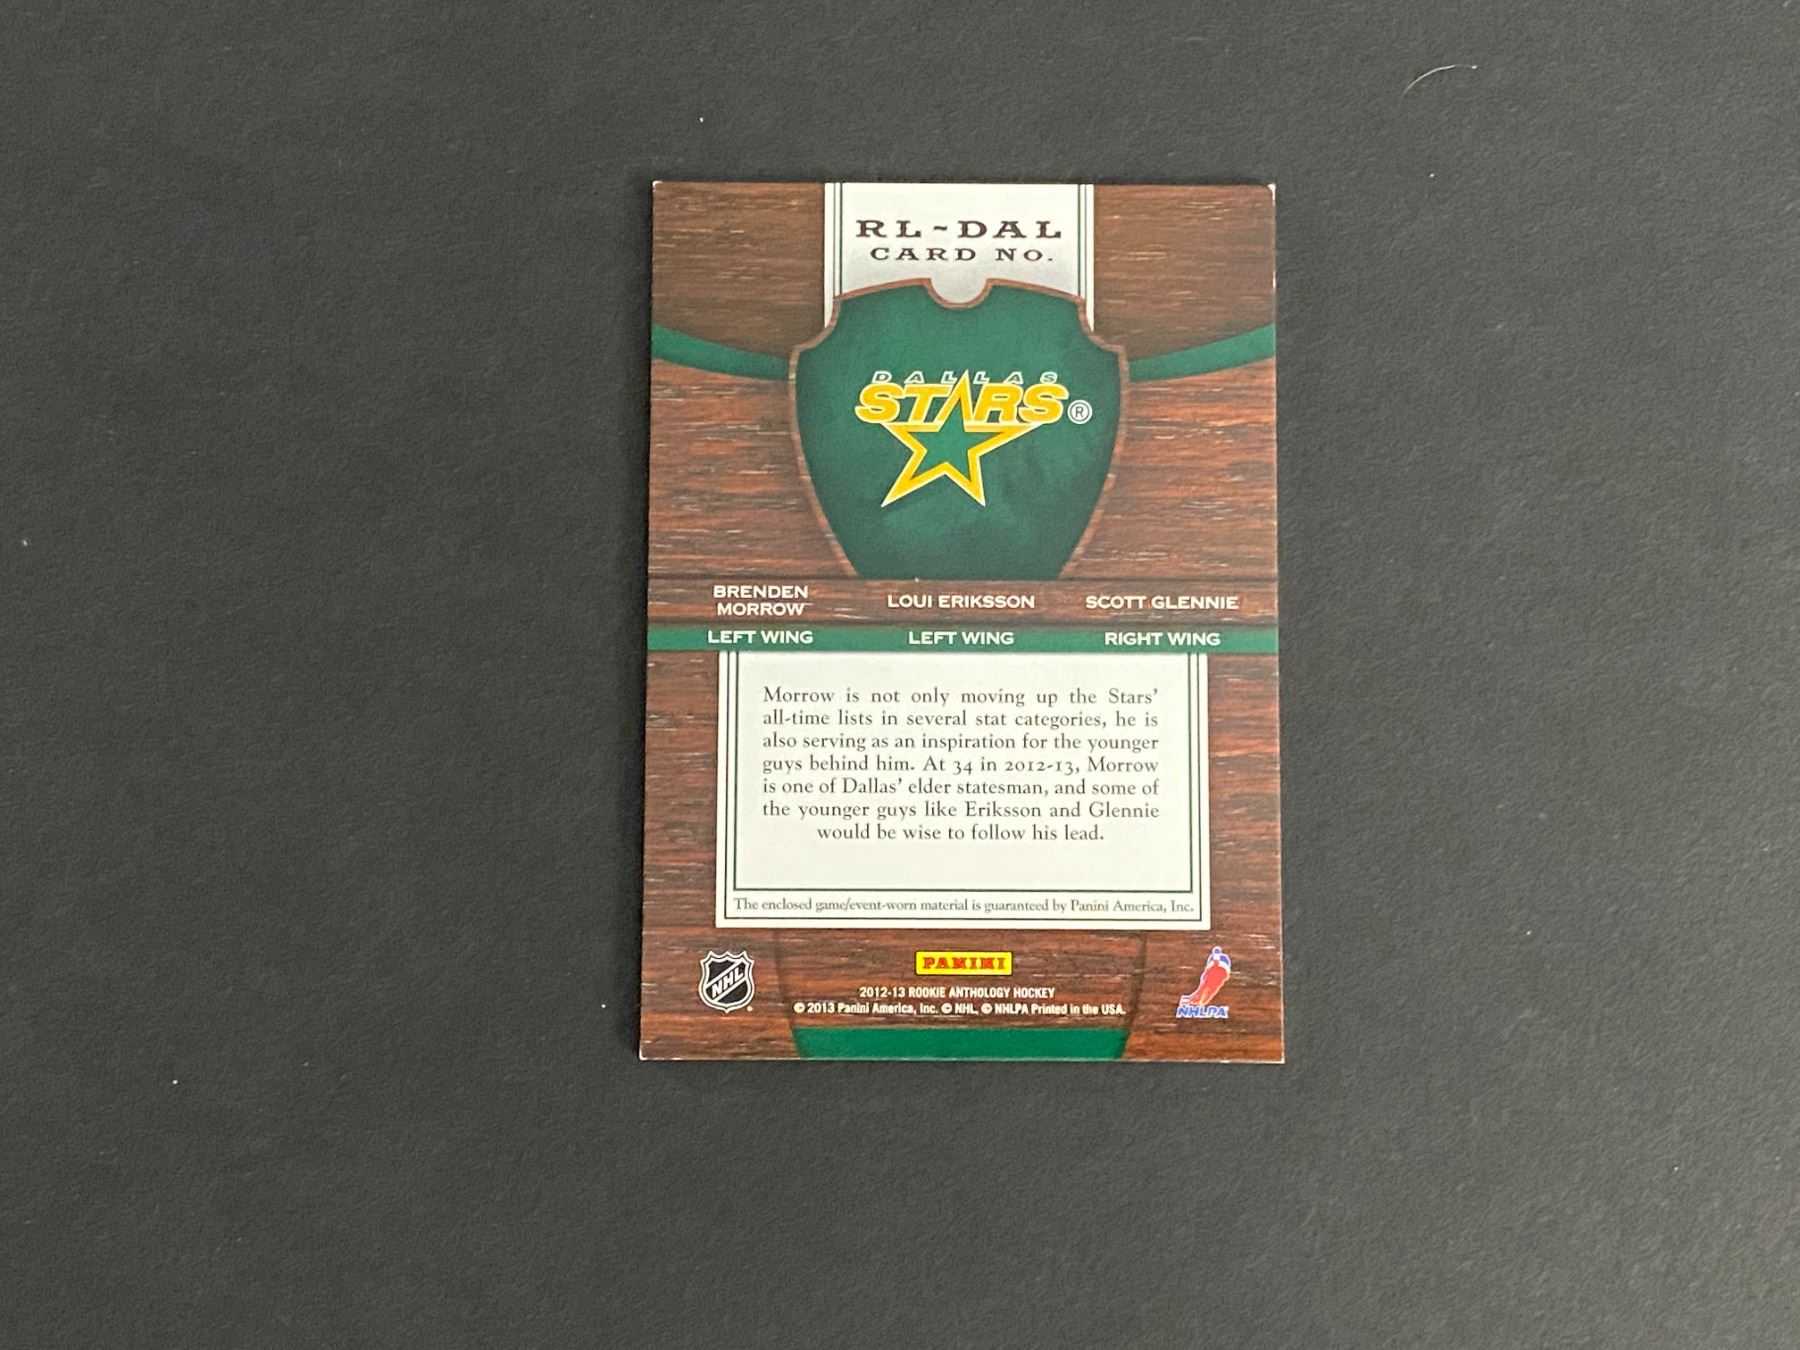 RL~DAL
CARD NO.
DALLAS
STARS®
BRENDEN
MORROW
LOUI ERIKSSON
SCOTT GLENNIE
LEFT WING
LEFT WING
RIGHT WING
Morrow is not only moving up the Stars'
all-time lists in several stat categories, he is
also serving as an inspiration for the younger
guys behind him. At 34 in 2012-13, Morrow
is one of Dallas' elder statesman, and some of
the younger guys like Eriksson and Glennie
would be wise to follow his lead.
The enclosed game/event-worn material is guaranteed by Panini America, Inc.
NHL
PANINI
2012-13 ROOKIE ANTHOLOGY HOCKEY
© 2013 Panini America, Inc. © NHL, © NHLPA Printed in the USA.
NHLPA